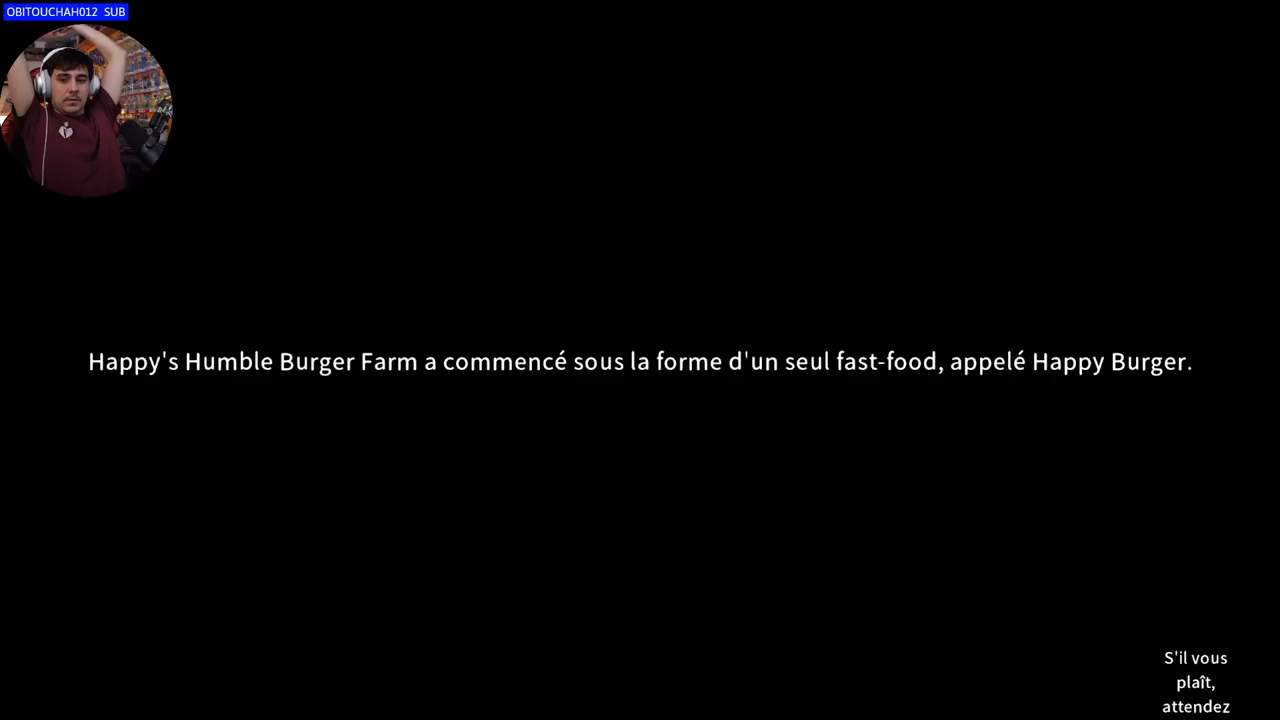 OBITOUCHAH012 SUB
Happy's Humble Burger Farm a commencé sous la forme d'un seul fast-food, appelé Happy Burger.
S'il vous
plaît,
attendez